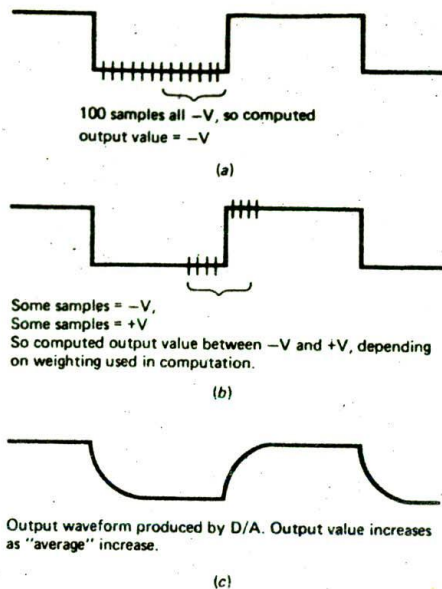 100 samples all −V, so computed
output value = −V
(a)
Some samples = −V,
Some samples = +V
So computed output value between −V and +V, depending
on weighting used in computation.
(b)
Output waveform produced by D/A. Output value increases
as "average" increase.
(c)